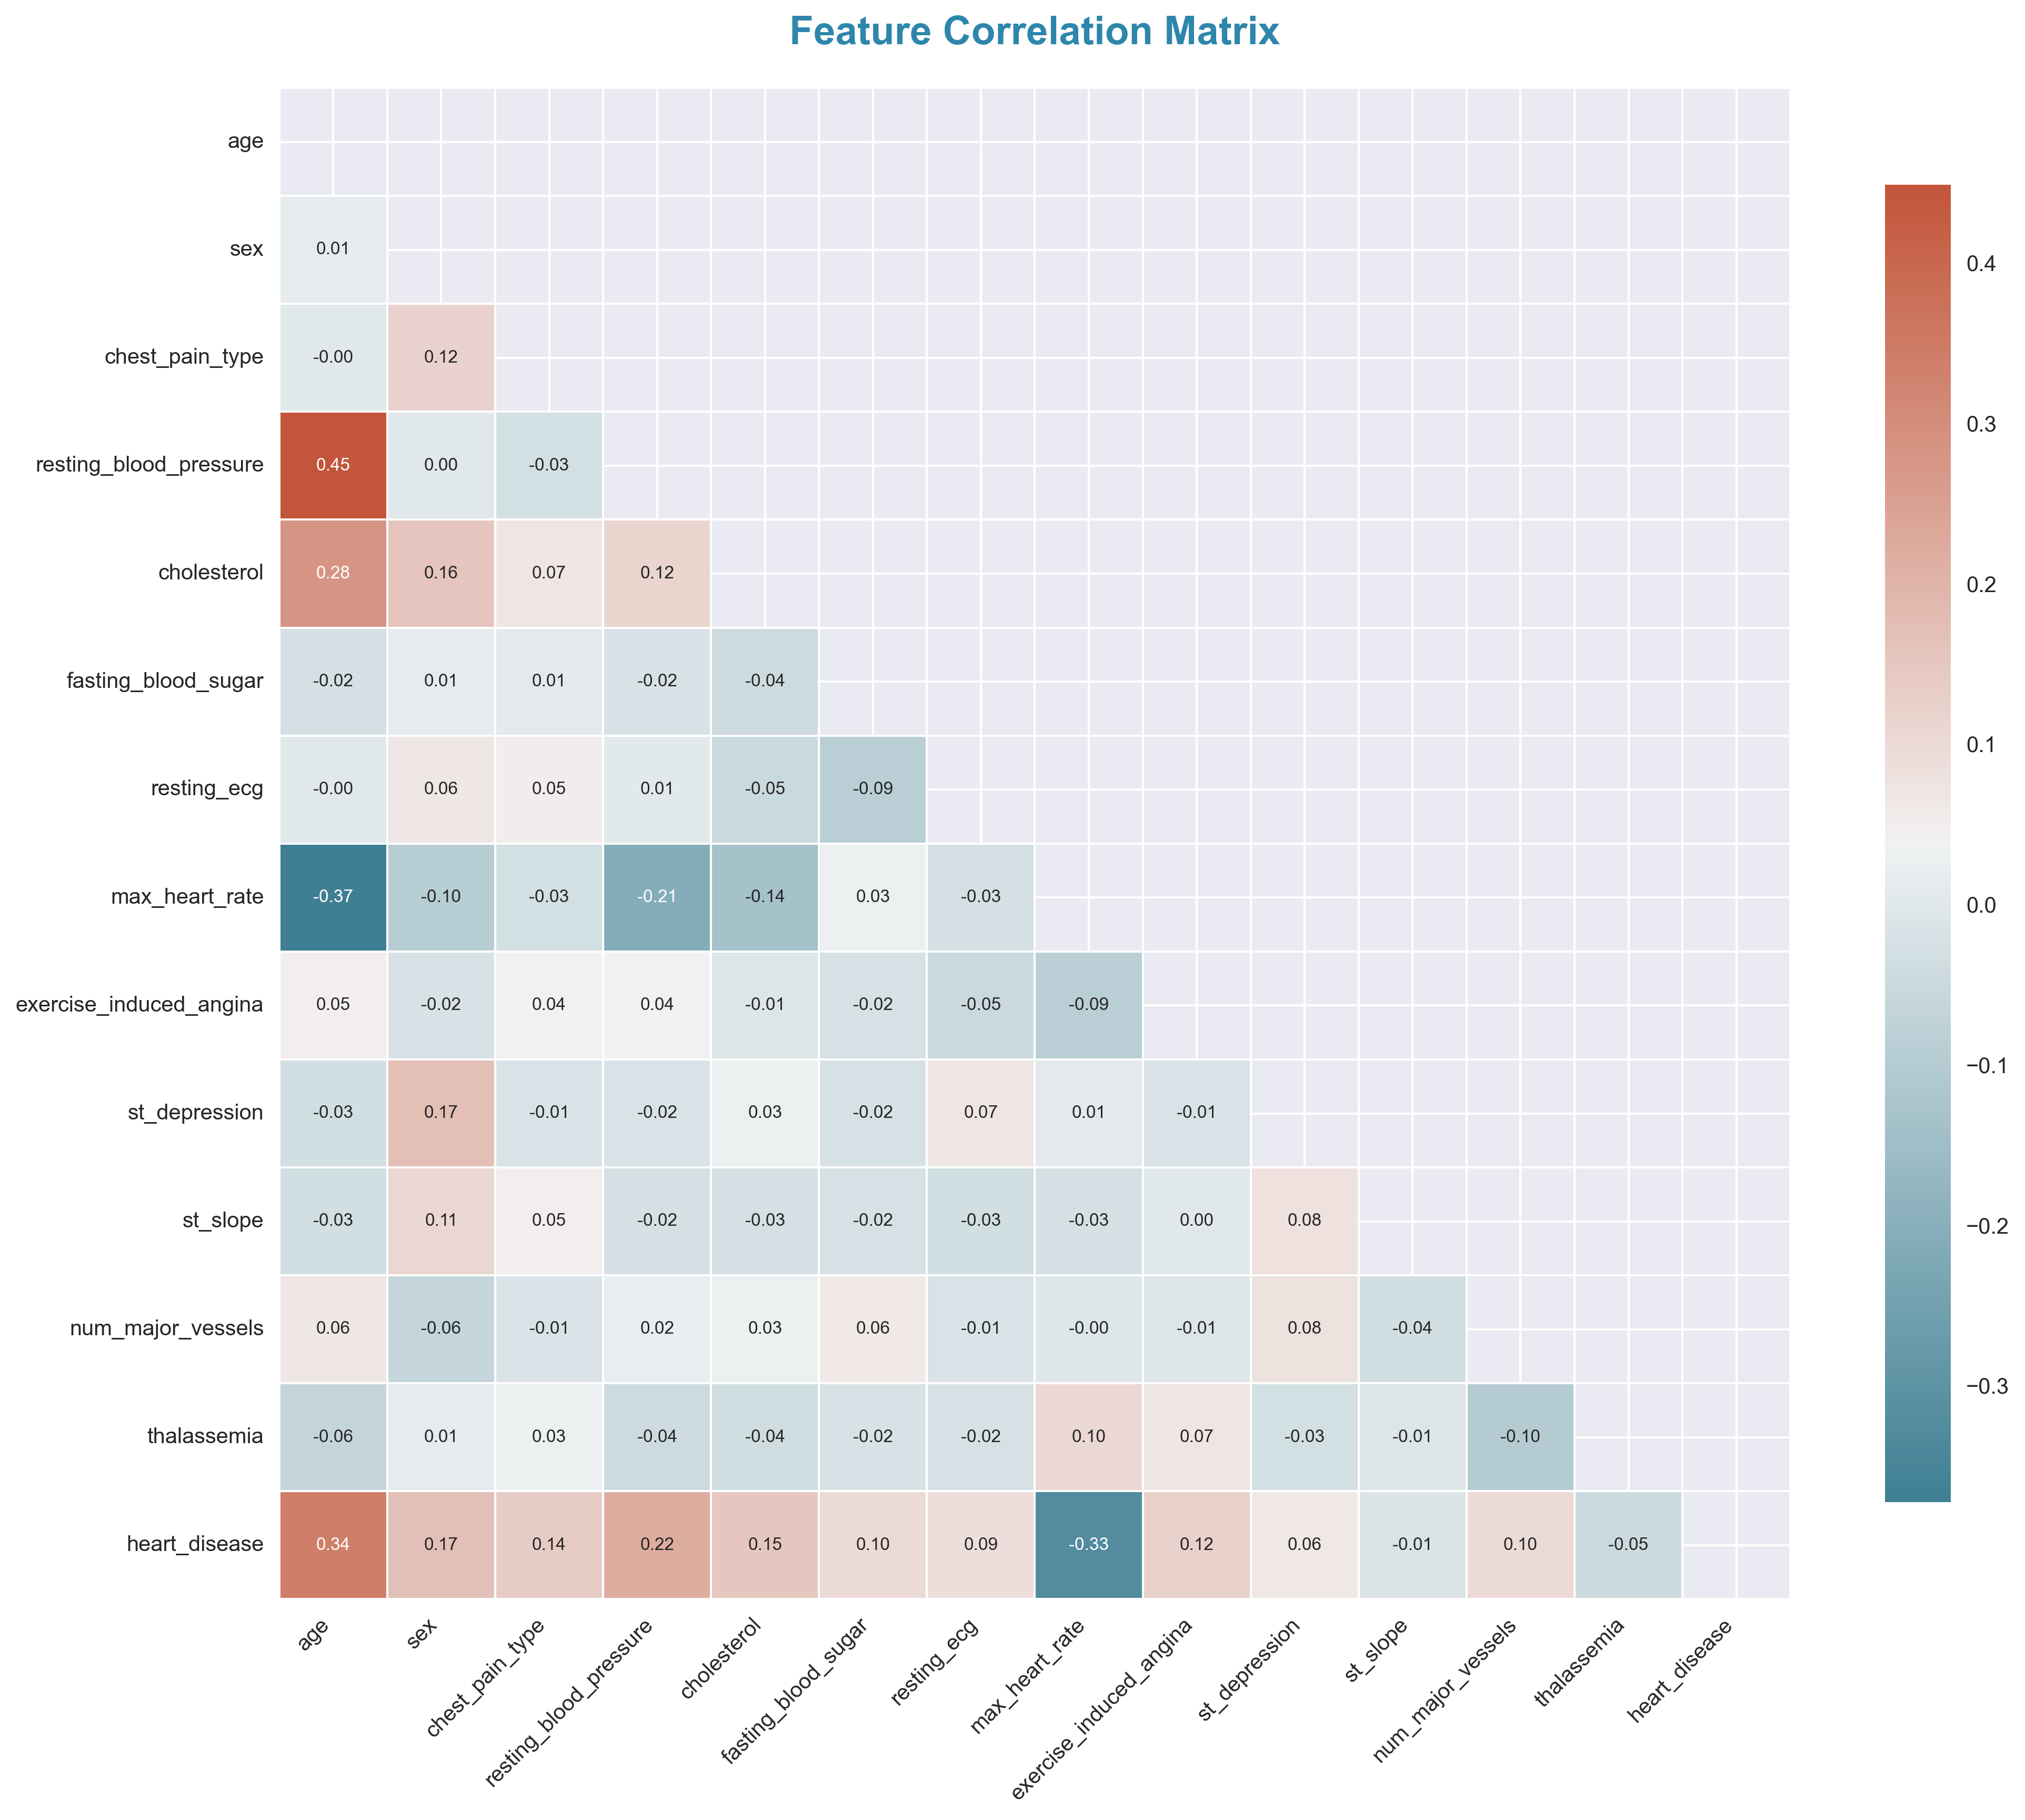 Feature Correlation Matrix
age
sex 0.01
chest_pain_type -0.00 0.12
resting_blood_pressure 0.45 0.00 -0.03
cholesterol 0.28 0.16 0.07 0.12
fasting_blood_sugar -0.02 0.01 0.01 -0.02 -0.04
resting_ecg -0.00 0.06 0.05 0.01 -0.05 -0.09
max_heart_rate -0.37 -0.10 -0.03 -0.21 -0.14 0.03 -0.03
exercise_induced_angina 0.05 -0.02 0.04 0.04 -0.01 -0.02 -0.05 -0.09
st_depression -0.03 0.17 -0.01 -0.02 0.03 -0.02 0.07 0.01 -0.01
st_slope -0.03 0.11 0.05 -0.02 -0.03 -0.02 -0.03 -0.03 0.00 0.08
num_major_vessels 0.06 -0.06 -0.01 0.02 0.03 0.06 -0.01 -0.00 -0.01 0.08 -0.04
thalassemia -0.06 0.01 0.03 -0.04 -0.04 -0.02 -0.02 0.10 0.07 -0.03 -0.01 -0.10
heart_disease 0.34 0.17 0.14 0.22 0.15 0.10 0.09 -0.33 0.12 0.06 -0.01 0.10 -0.05
age
sex
chest_pain_type
resting_blood_pressure
cholesterol
fasting_blood_sugar
resting_ecg
max_heart_rate
exercise_induced_angina
st_depression
st_slope
num_major_vessels
thalassemia
heart_disease
0.4
0.3
0.2
0.1
0.0
−0.1
−0.2
−0.3